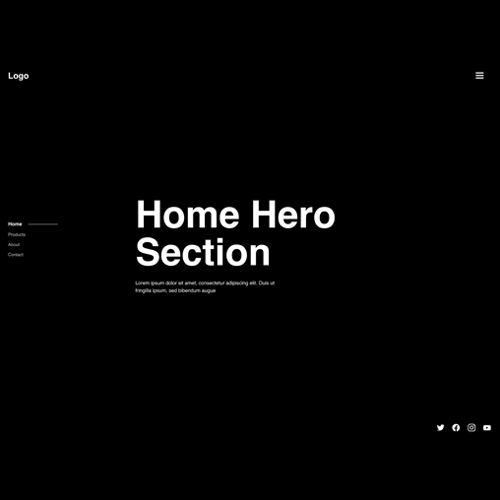 Logo
Home
Products
About
Contact
Home Hero
Section
Lorem ipsum dolor sit amet, consectetur adipiscing elit. Duis ut
fringilla ipsum, sed bibendum augue